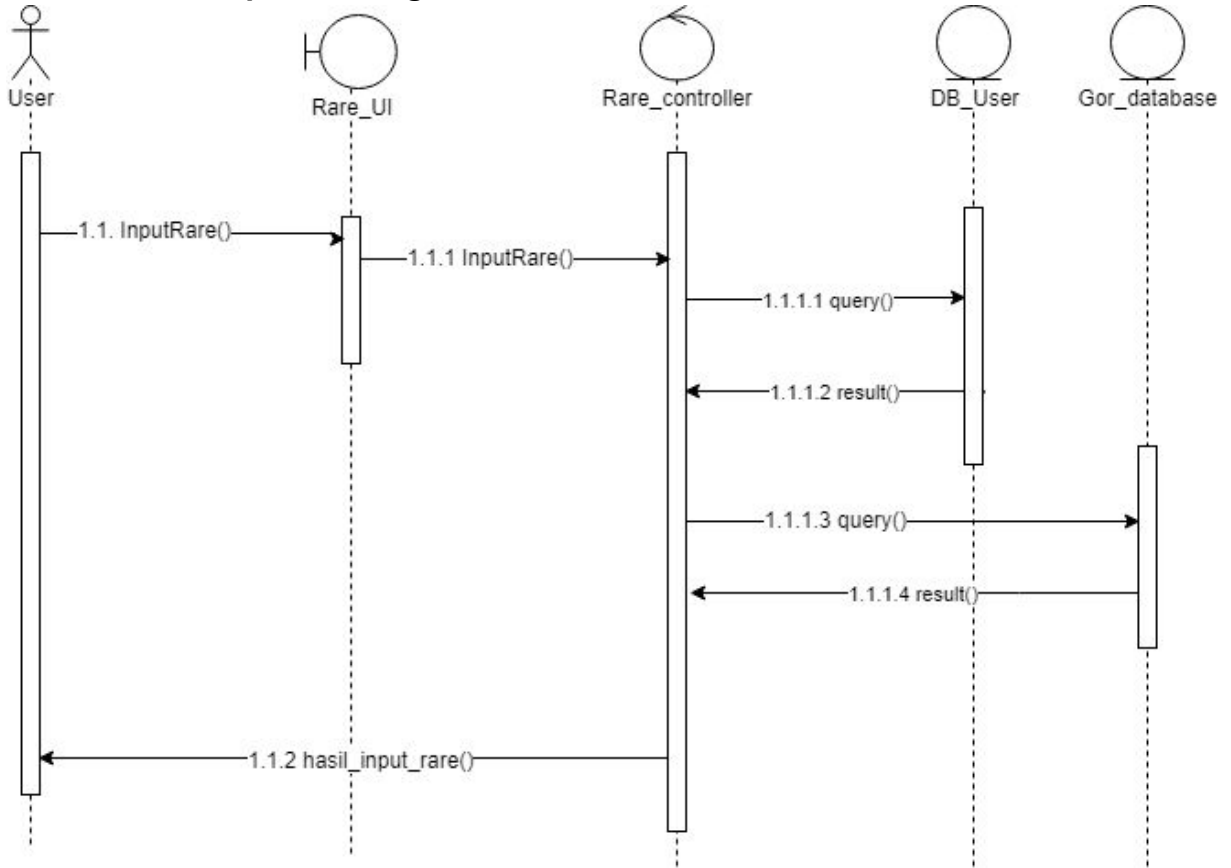 User
Rare_UI
Rare_controller
DB_User
Gor_database
1.1. InputRare()
1.1.1 InputRare()
1.1.1.1 query()
1.1.1.2 result()
1.1.1.3 query()
1.1.1.4 result()
1.1.2 hasil_input_rare()